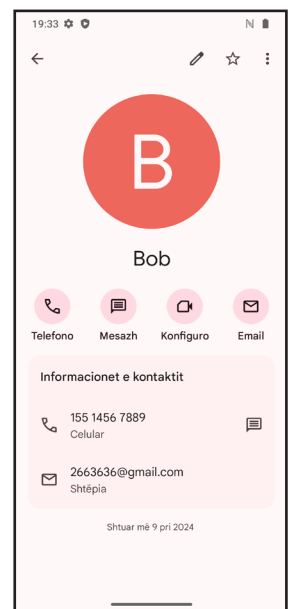 19:33
B
Bob
Telefono Mesazh Konfiguro Email
Informacionet e kontaktit
155 1456 7889
Celular
2663636@gmail.com
Shtëpia
Shtuar më 9 pri 2024